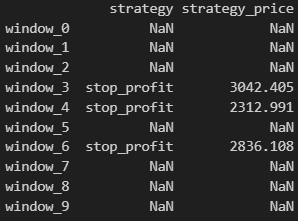 strategy strategy_price
window_0 NaN NaN
window_1 NaN NaN
window_2 NaN NaN
window_3 stop_profit 3042.405
window_4 stop_profit 2312.991
window_5 NaN NaN
window_6 stop_profit 2836.108
window_7 NaN NaN
window_8 NaN NaN
window_9 NaN NaN